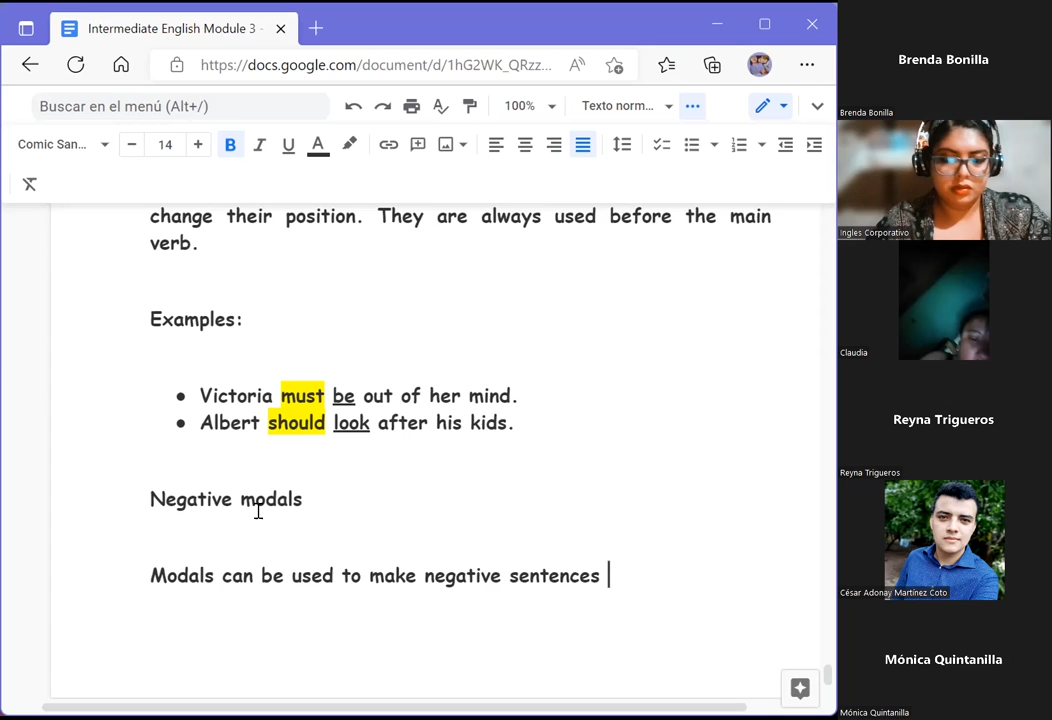 Intermediate English Module 3 -
https://docs.google.com/document/d/1hG2WK_QRzz...
Buscar en el menú (Alt+/)
100%
Texto norm...
Comic San...
14
B
I
U
A
change their position. They are always used before the main
verb.
Examples:
• Victoria must be out of her mind.
• Albert should look after his kids.
Negative modals
Modals can be used to make negative sentences
Brenda Bonilla
Brenda Bonilla
Ingles Corporativo
Claudia
Reyna Trigueros
Reyna Trigueros
César Adonay Martínez Coto
Mónica Quintanilla
Mónica Quintanilla